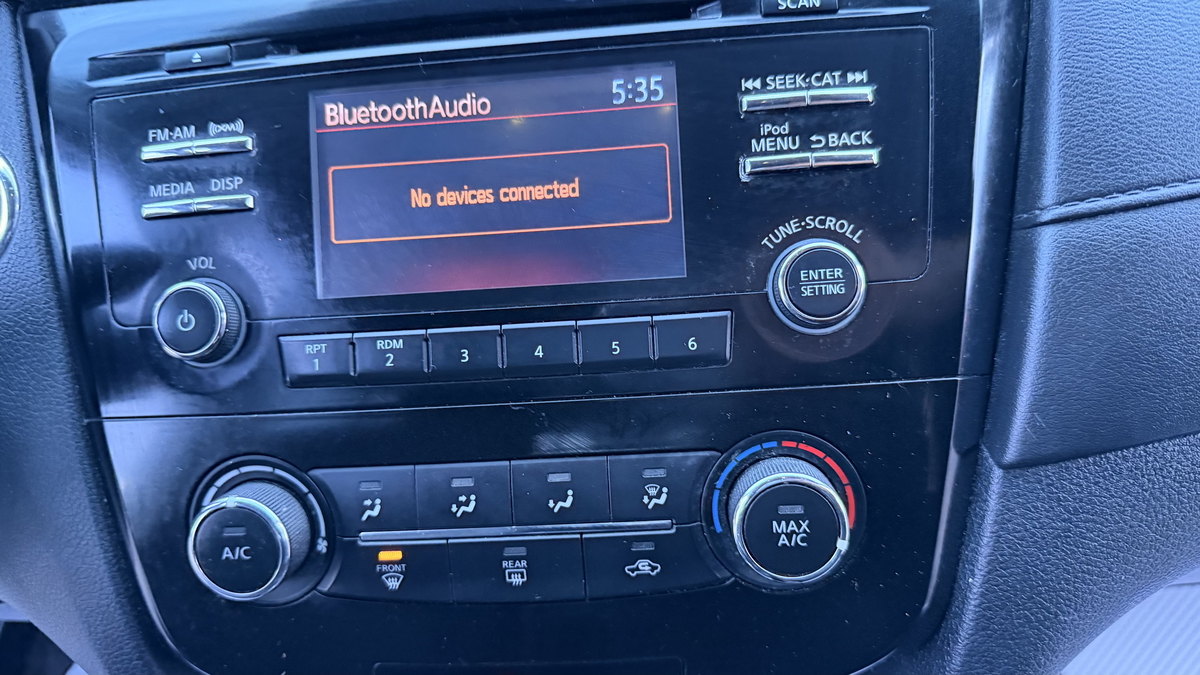 SCAN
BluetoothAudio 5:35
No devices connected
FM·AM
MEDIA DISP
VOL
SEEK·CAT
iPod
MENU BACK
TUNE·SCROLL
ENTER
SETTING
RPT
1
RDM
2
3
4
5
6
A/C
FRONT
REAR
MAX
A/C